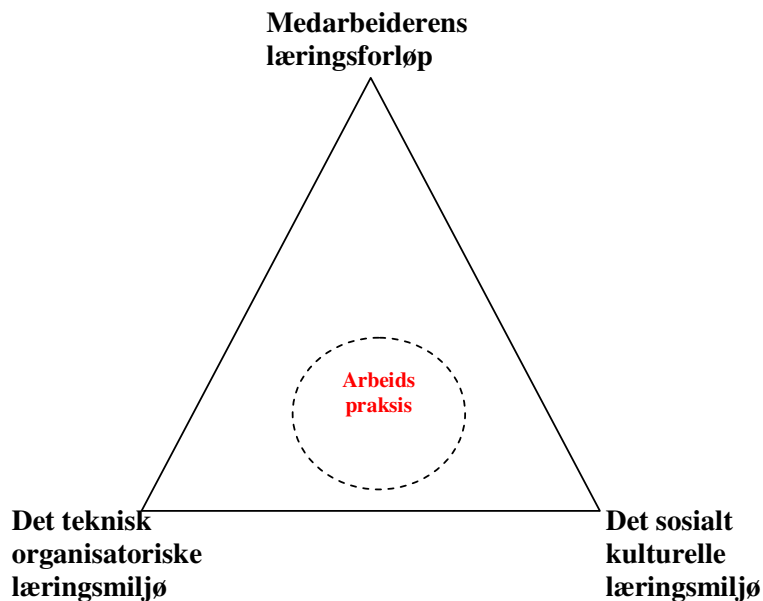 Medarbeiderens
læringsforløp
Arbeids
praksis
Det teknisk
organisatoriske
læringsmiljø
Det sosialt
kulturelle
læringsmiljø